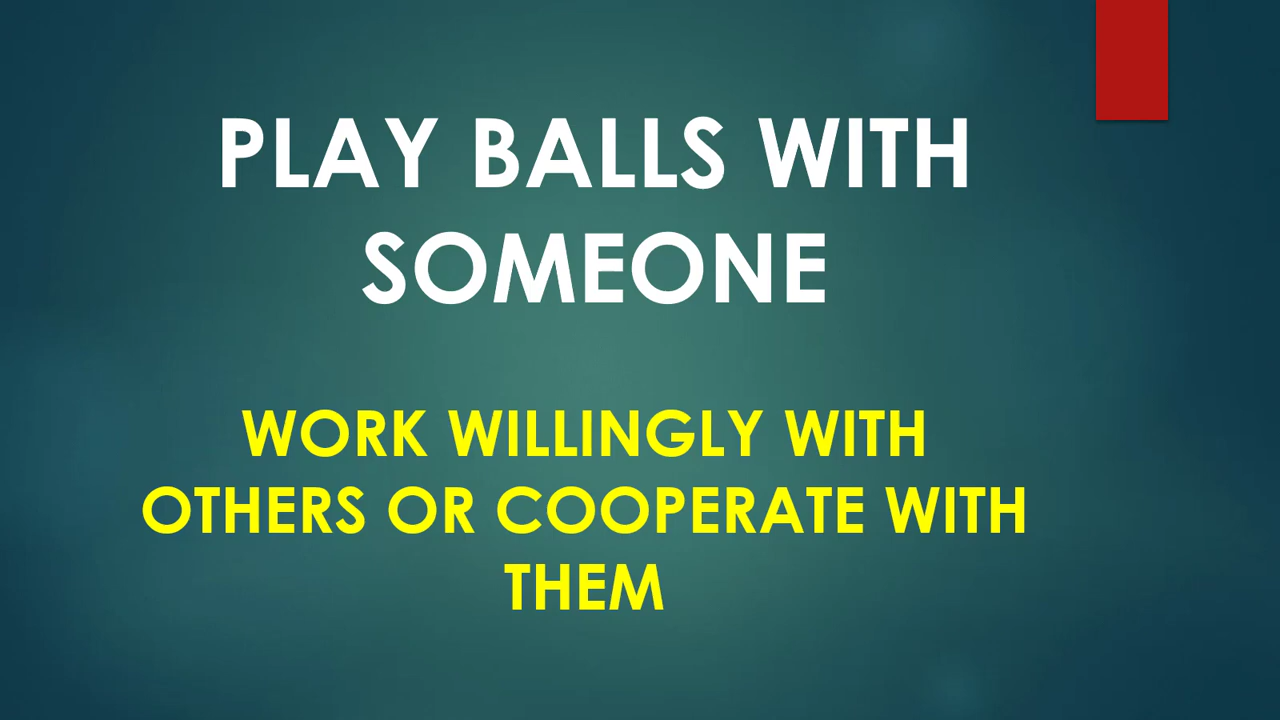 PLAY BALLS WITH
SOMEONE
WORK WILLINGLY WITH
OTHERS OR COOPERATE WITH
THEM